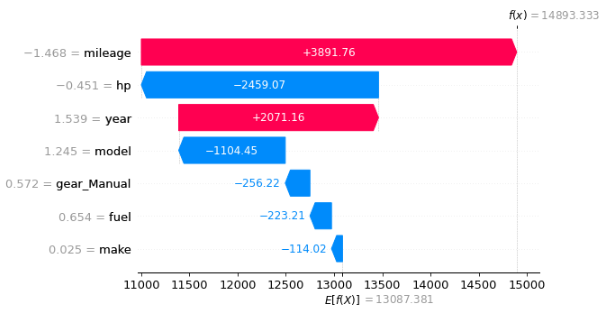 f(x) = 14893.333
−1.468 = mileage +3891.76
−0.451 = hp −2459.07
1.539 = year +2071.16
1.245 = model −1104.45
0.572 = gear_Manual −256.22
0.654 = fuel −223.21
0.025 = make −114.02
11000 11500 12000 12500 13000 13500 14000 14500 15000
E[f(X)] = 13087.381